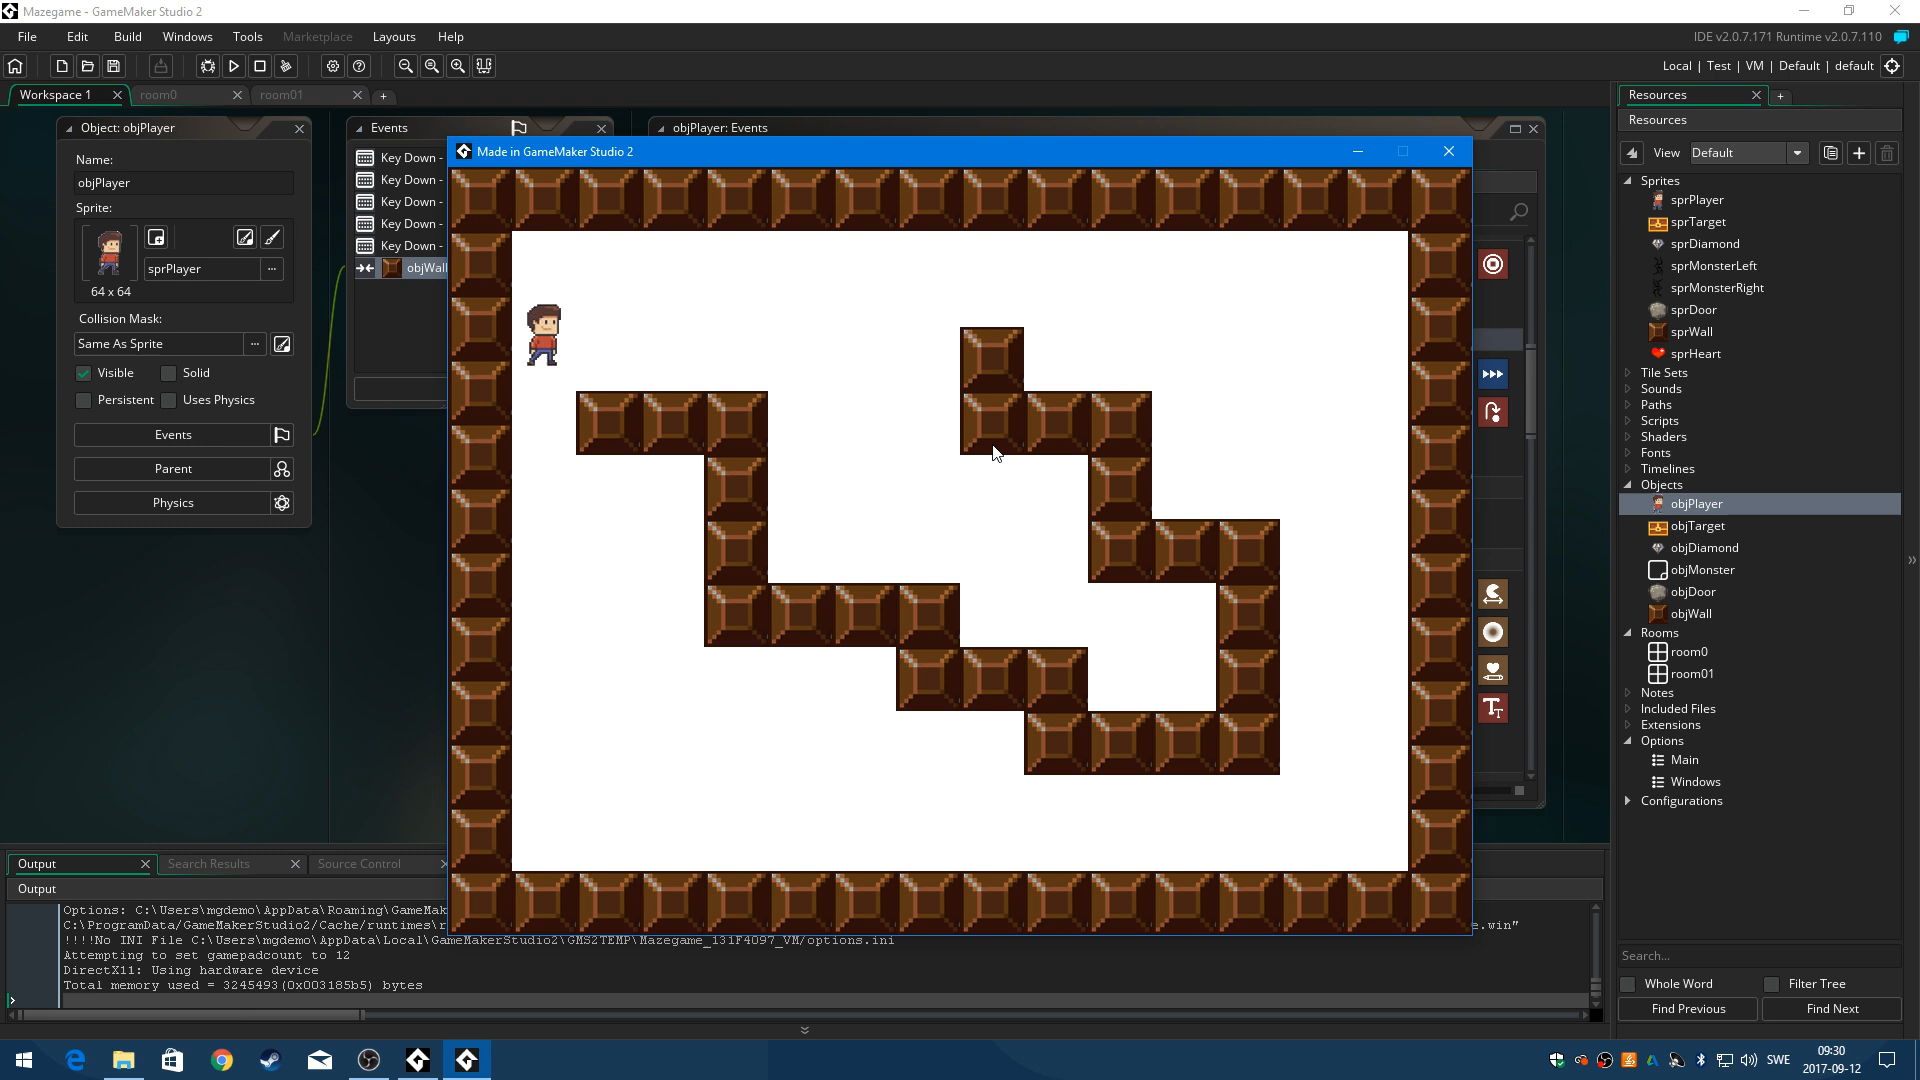 Mazegame - GameMaker Studio 2
File Edit Build Windows Tools Marketplace Layouts Help
IDE v2.0.7.171 Runtime v2.0.7.110
Local | Test | VM | Default | default
Workspace 1 room0 room01
Resources
Resources
Object: objPlayer
Events
objPlayer: Events
Made in GameMaker Studio 2
View Default
Name:
objPlayer
Sprite:
sprPlayer
64 x 64
Collision Mask:
Same As Sprite
Visible Solid
Persistent Uses Physics
Events
Parent
Physics
Key Down -
Key Down -
Key Down -
Key Down -
Key Down -
objWall
Sprites
sprPlayer
sprTarget
sprDiamond
sprMonsterLeft
sprMonsterRight
sprDoor
sprWall
sprHeart
Tile Sets
Sounds
Paths
Scripts
Shaders
Fonts
Timelines
Objects
objPlayer
objTarget
objDiamond
objMonster
objDoor
objWall
Rooms
room0
room01
Notes
Included Files
Extensions
Options
Main
Windows
Configurations
Search...
Whole Word Filter Tree
Find Previous Find Next
Output Search Results Source Control
Output
Options: C:\Users\mgdemo\AppData\Roaming\GameMak
C:\ProgramData/GameMakerStudio2/Cache/runtimes\r e.win"
!!!!No INI File C:\Users\mgdemo\AppData\Local\GameMakerStudio2\GMS2TEMP\Mazegame_131F4097_VM/options.ini
Attempting to set gamepadcount to 12
DirectX11: Using hardware device
Total memory used = 3245493(0x003185b5) bytes
SWE
09:30
2017-09-12